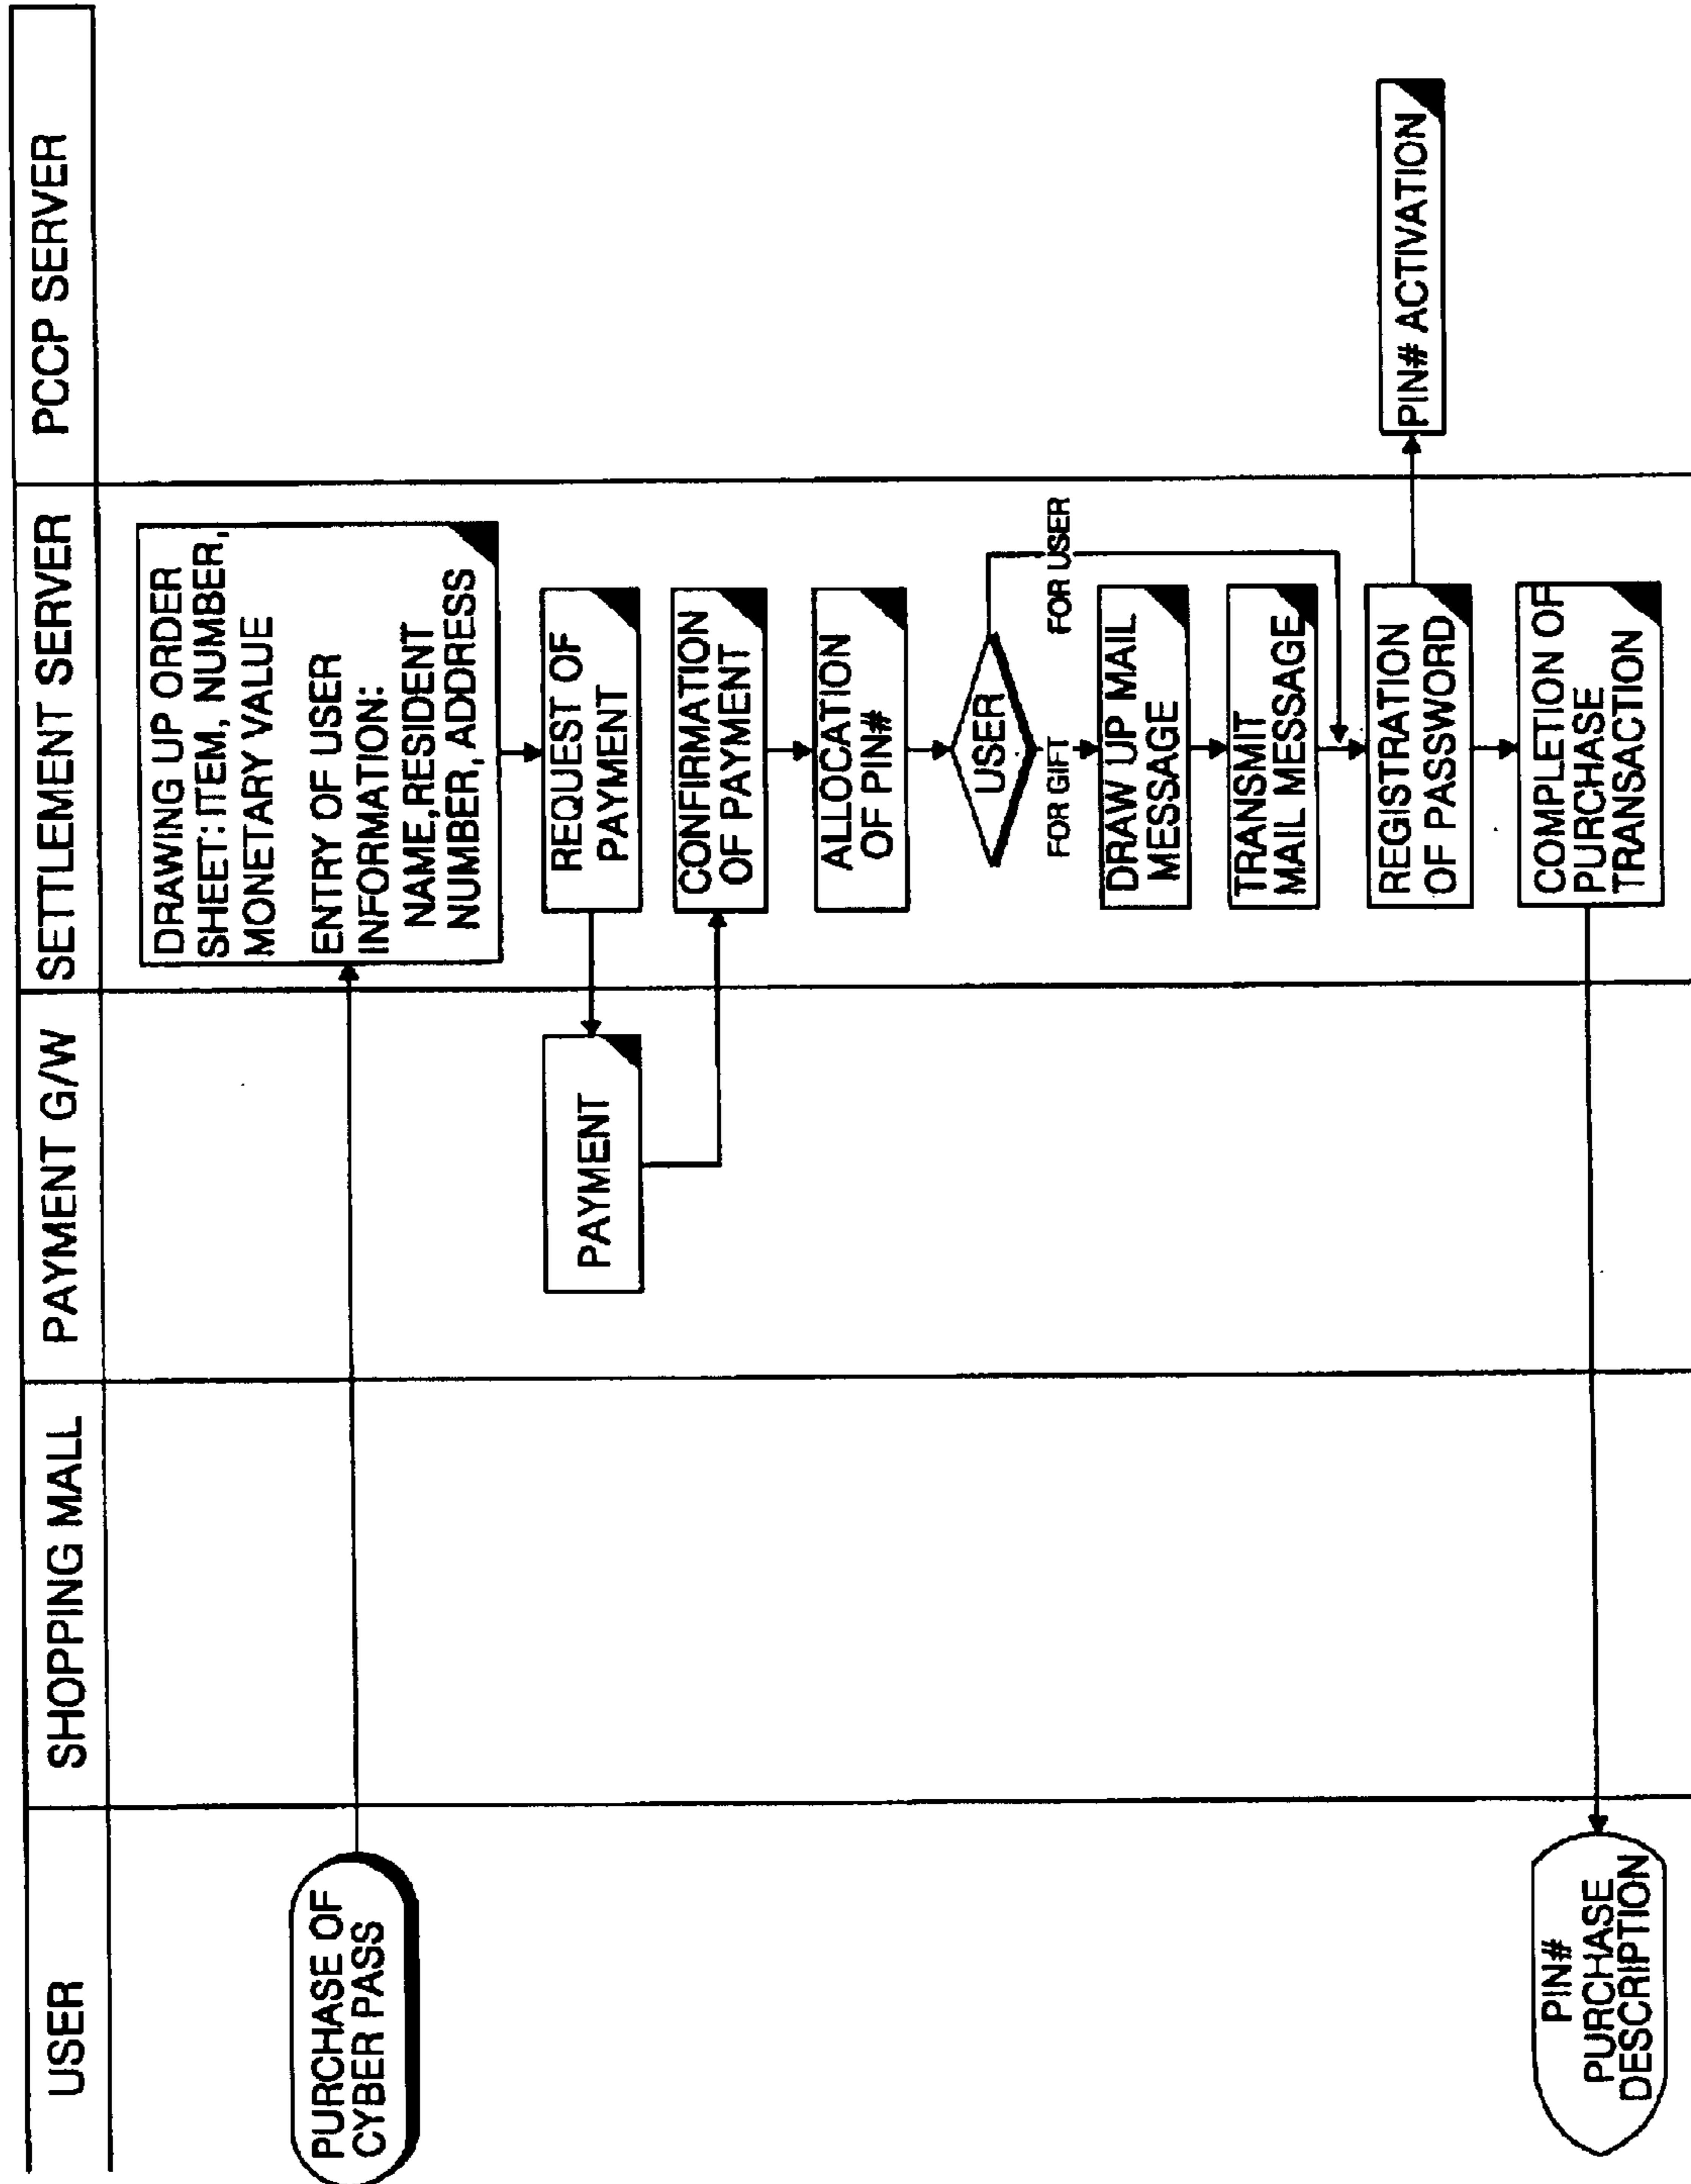 USER
SHOPPING MALL
PAYMENT G/W
SETTLEMENT SERVER
PCCP SERVER
PURCHASE OF
CYBER PASS
DRAWING UP ORDER
SHEET: ITEM, NUMBER,
MONETARY VALUE
ENTRY OF USER
INFORMATION:
NAME,RESIDENT
NUMBER, ADDRESS
REQUEST OF
PAYMENT
PAYMENT
CONFIRMATION
OF PAYMENT
ALLOCATION
OF PIN#
USER
FOR GIFT
FOR USER
DRAW UP MAIL
MESSAGE
TRANSMIT
MAIL MESSAGE
REGISTRATION
OF PASSWORD
PIN# ACTIVATION
COMPLETION OF
PURCHASE
TRANSACTION
PIN#
PURCHASE
DESCRIPTION